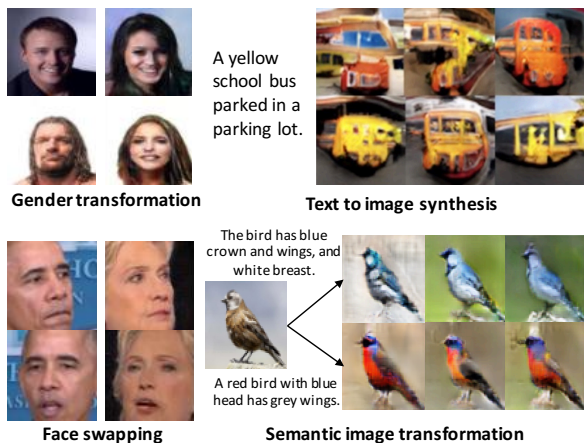 A yellow
school bus
parked in a
parking lot.
Gender transformation
Text to image synthesis
The bird has blue
crown and wings, and
white breast.
A red bird with blue
head has grey wings.
Face swapping
Semantic image transformation